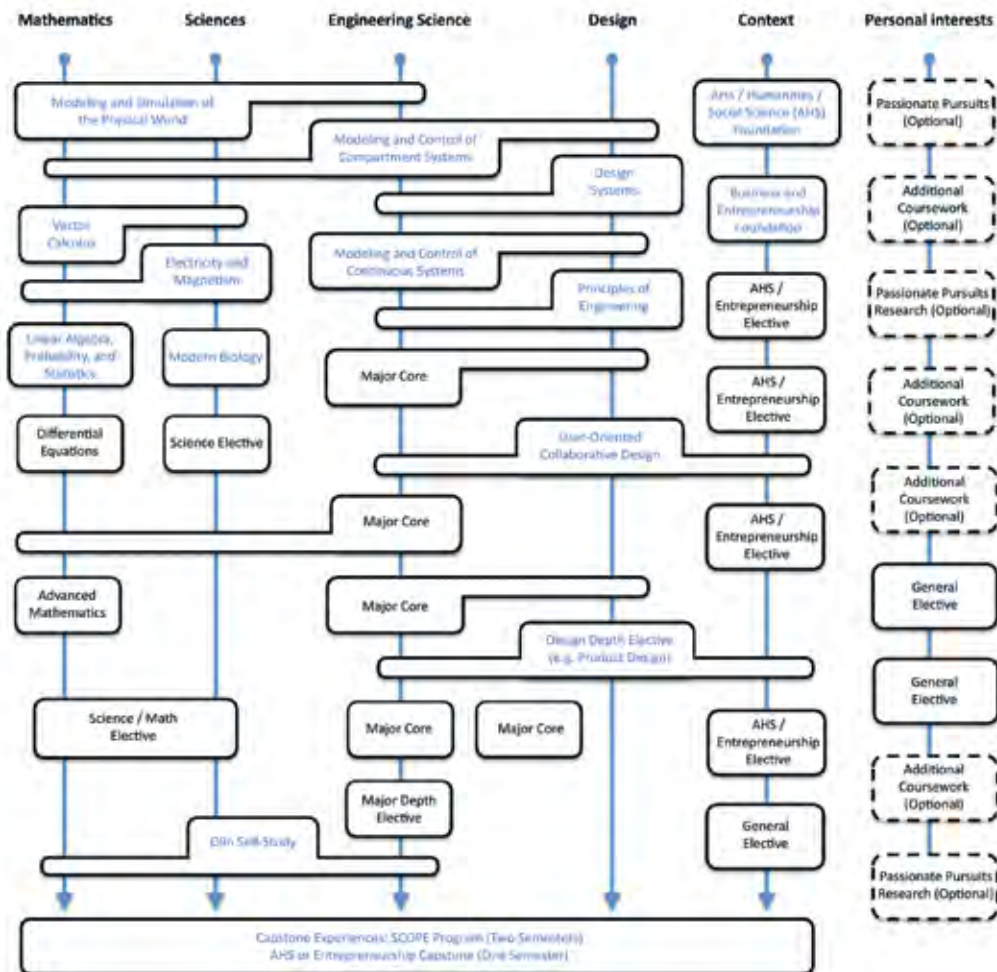 Mathematics
Sciences
Engineering Science
Design
Context
Personal interests
Modeling and Simulation of
the Physical World
Arts / Humanities /
Social Science (AHS)
Foundation
Passionate Pursuits
(Optional)
Modeling and Control of
Compartment Systems
Design
Systems
Business and
Entrepreneurship
Foundation
Additional
Coursework
(Optional)
Vector
Calculus
Electricity and
Magnetism
Modeling and Control of
Continuous Systems
Principles of
Engineering
AHS /
Entrepreneurship
Elective
Passionate Pursuits
Research (Optional)
Linear Algebra,
Probability, and
Statistics
Modern Biology
Major Core
AHS /
Entrepreneurship
Elective
Additional
Coursework
(Optional)
Differential
Equations
Science Elective
User-Oriented
Collaborative Design
Additional
Coursework
(Optional)
Major Core
AHS /
Entrepreneurship
Elective
Advanced
Mathematics
Major Core
General
Elective
Design Depth Elective
(e.g. Product Design)
General
Elective
Science / Math
Elective
Major Core
Major Core
AHS /
Entrepreneurship
Elective
Additional
Coursework
(Optional)
Major Depth
Elective
General
Elective
Olin Self-Study
Passionate Pursuits
Research (Optional)
Capstone Experiences: SCOPE Program (Two Semesters)
AHS or Entrepreneurship Capstone (One Semester)